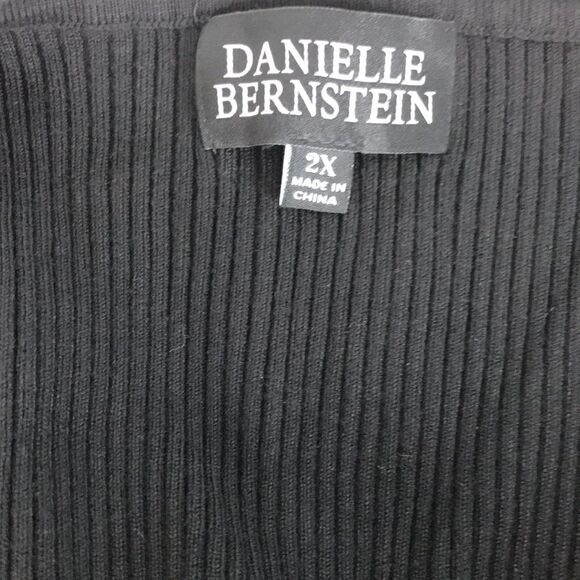 DANIELLE
BERNSTEIN
2X
MADE IN
CHINA